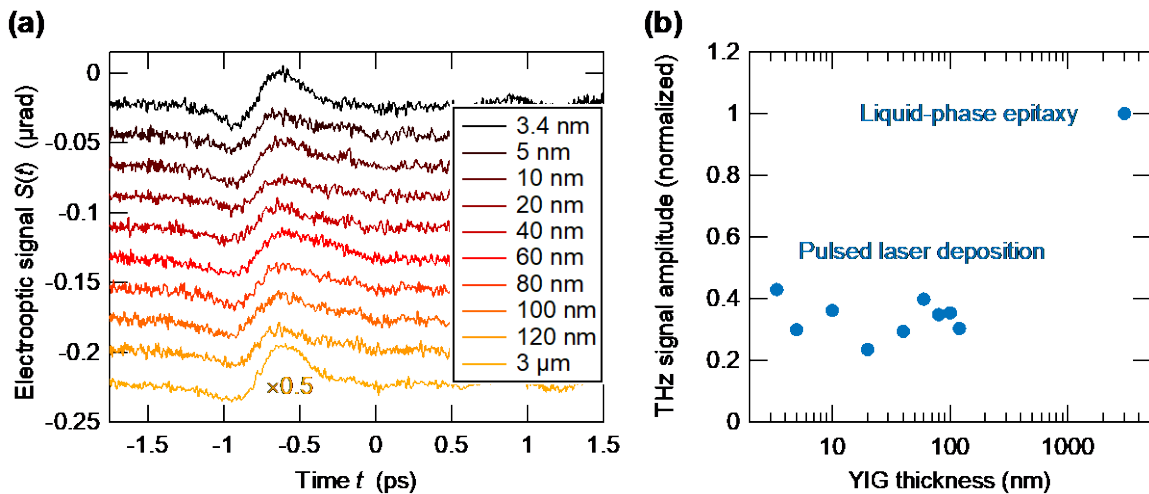 (a)
Electrooptic signal S(t) (µrad)
0
-0.05
-0.1
-0.15
-0.2
-0.25
3.4 nm
5 nm
10 nm
20 nm
40 nm
60 nm
80 nm
100 nm
120 nm
3 µm
×0.5
-1.5
-1
-0.5
0
0.5
1
1.5
Time t (ps)
(b)
THz signal amplitude (normalized)
1.2
1
0.8
0.6
0.4
0.2
0
Liquid-phase epitaxy
Pulsed laser deposition
10
100
1000
YIG thickness (nm)